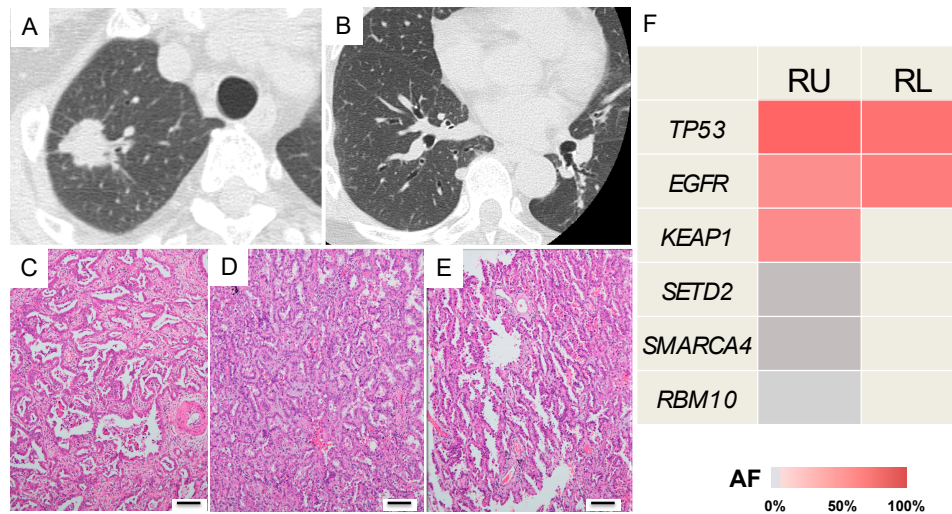 A
B
C
D
E
F
RU RL
TP53
EGFR
KEAP1
SETD2
SMARCA4
RBM10
AF
0% 50% 100%